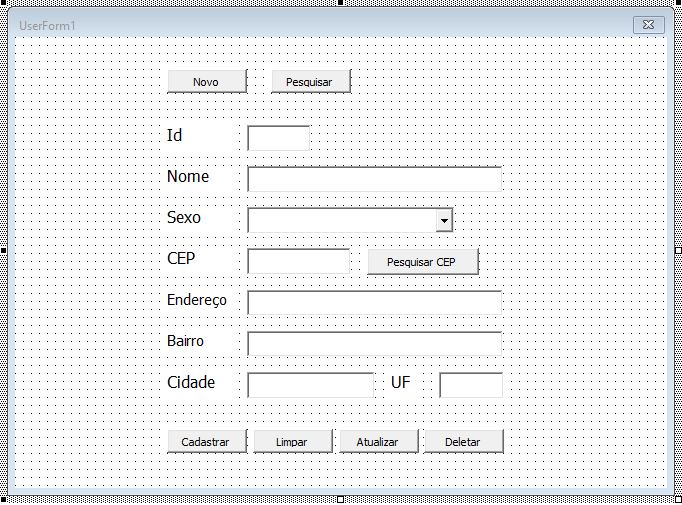 UserForm1
Novo Pesquisar
Id
Nome
Sexo
CEP Pesquisar CEP
Endereço
Bairro
Cidade UF
Cadastrar Limpar Atualizar Deletar